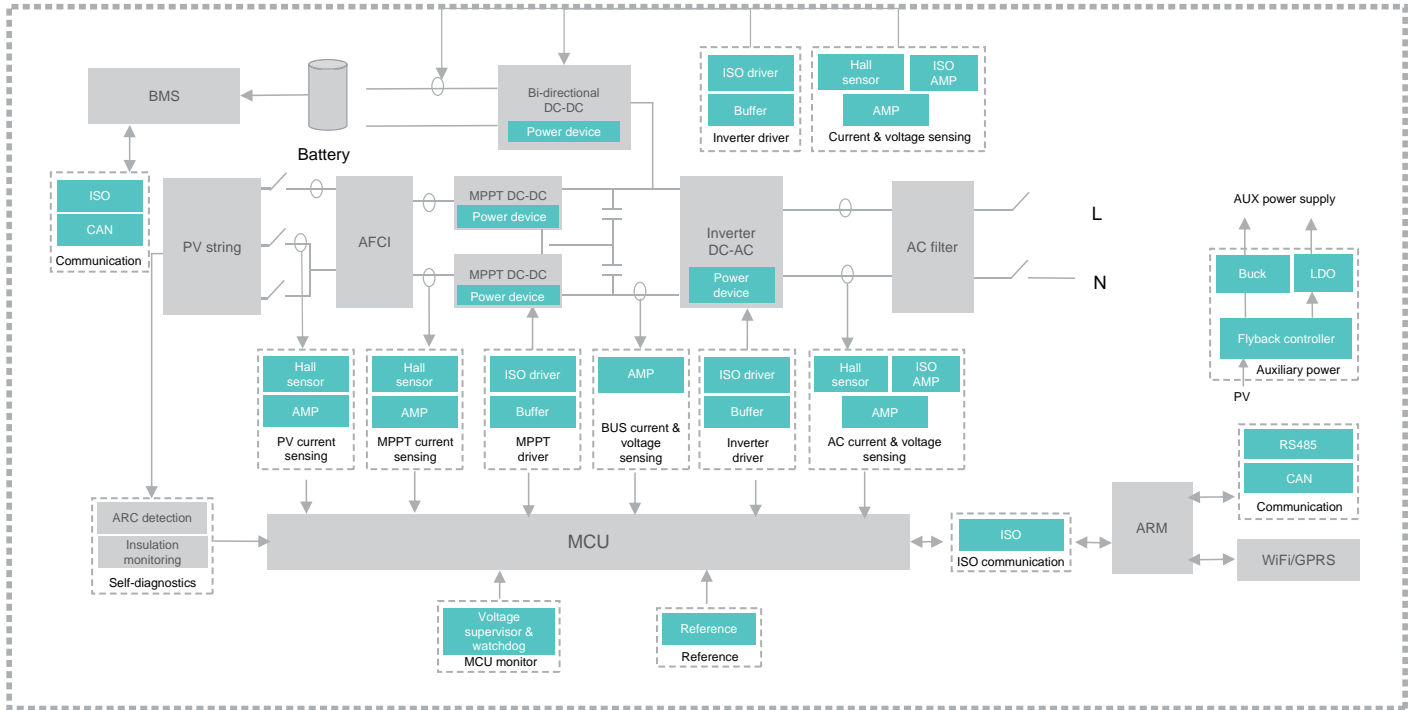 BMS
Battery
Bi-directional
DC-DC
Power device
ISO driver
Buffer
Inverter driver
Hall
sensor
ISO
AMP
AMP
Current & voltage sensing
ISO
CAN
Communication
PV string
AFCI
MPPT DC-DC
Power device
MPPT DC-DC
Power device
Inverter
DC-AC
Power
device
AC filter
L
N
AUX power supply
Buck
LDO
Flyback controller
Auxiliary power
PV
Hall
sensor
AMP
PV current
sensing
Hall
sensor
AMP
MPPT current
sensing
ISO driver
Buffer
MPPT
driver
AMP
BUS current &
voltage
sensing
ISO driver
Buffer
Inverter
driver
Hall
sensor
ISO
AMP
AMP
AC current & voltage
sensing
RS485
CAN
Communication
ARC detection
Insulation
monitoring
Self-diagnostics
MCU
ISO
ISO communication
ARM
WiFi/GPRS
Voltage
supervisor &
watchdog
MCU monitor
Reference
Reference